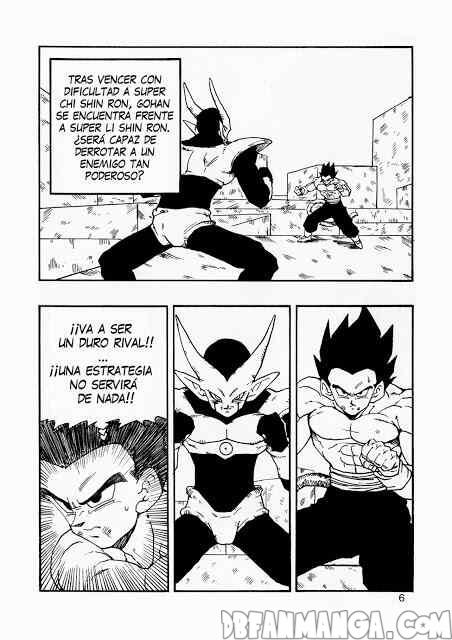 TRAS VENCER CON
DIFICULTAD A SUPER
CHI SHIN RON, GOHAN
SE ENCUENTRA FRENTE
A SUPER LI SHIN RON.
¿SERÁ CAPAZ DE
DERROTAR A UN
ENEMIGO TAN
PODEROSO?
¡¡VA A SER
UN DURO RIVAL!!
...
¡¡UNA ESTRATEGIA
NO SERVIRÁ
DE NADA!!
6
DBFANMANGA.COM